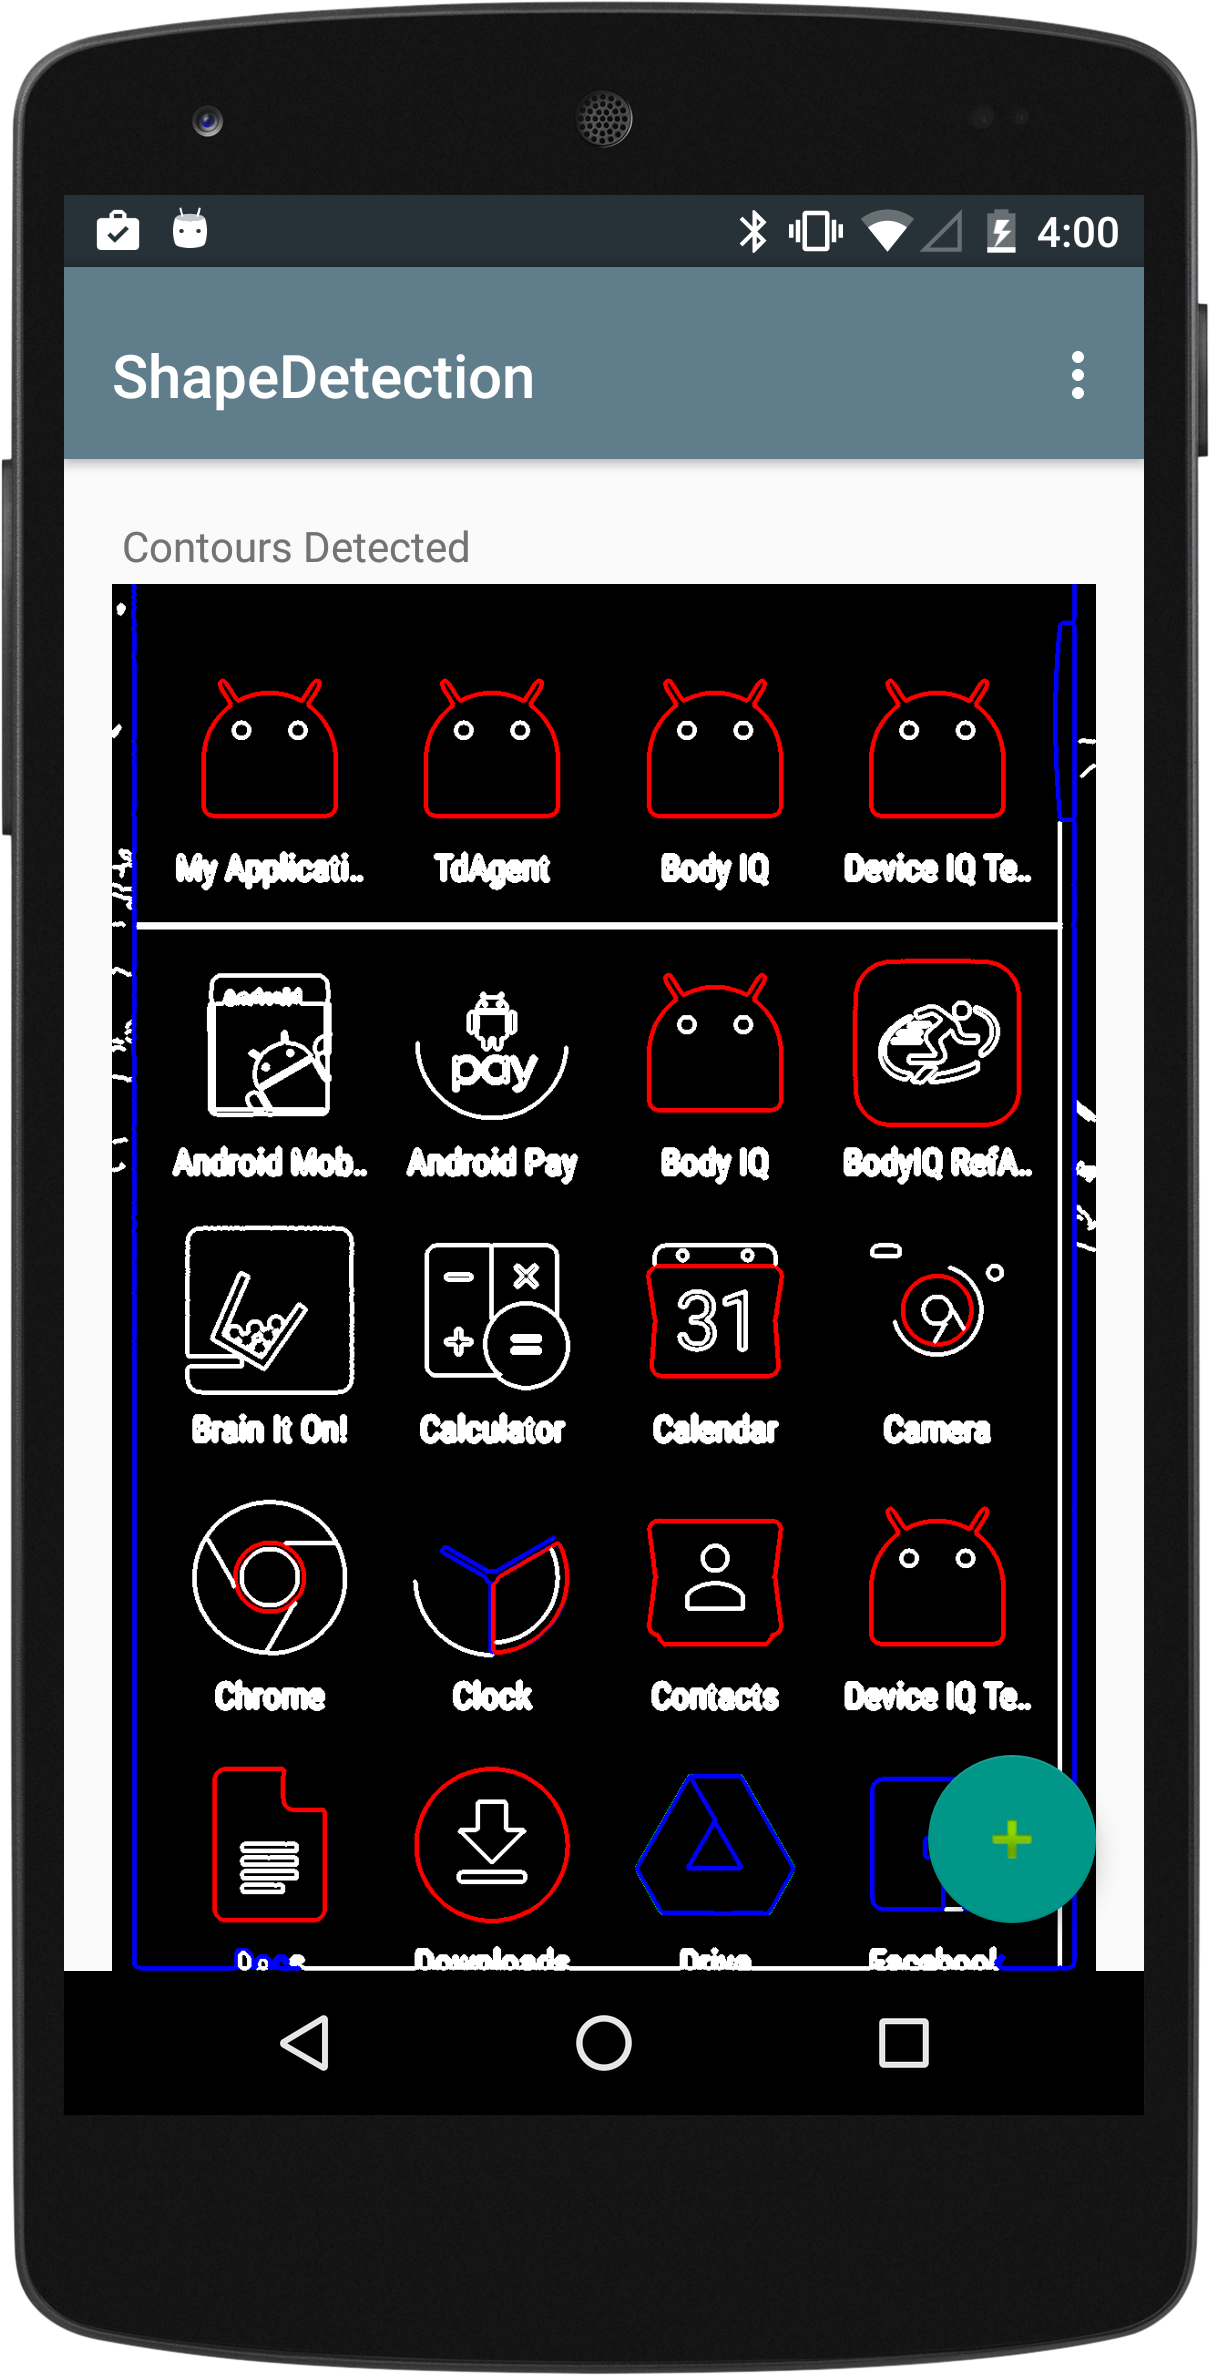 4:00
ShapeDetection
Contours Detected
My Applicati.. TdAgent Body IQ Device IQ Te..
Android
pay
Android Mob.. Android Pay Body IQ BodyIQ RefA..
31
Brain It On! Calculator Calendar Camera
Chrome Clock Contacts Device IQ Te..
Docs Downloads Drive Facebook